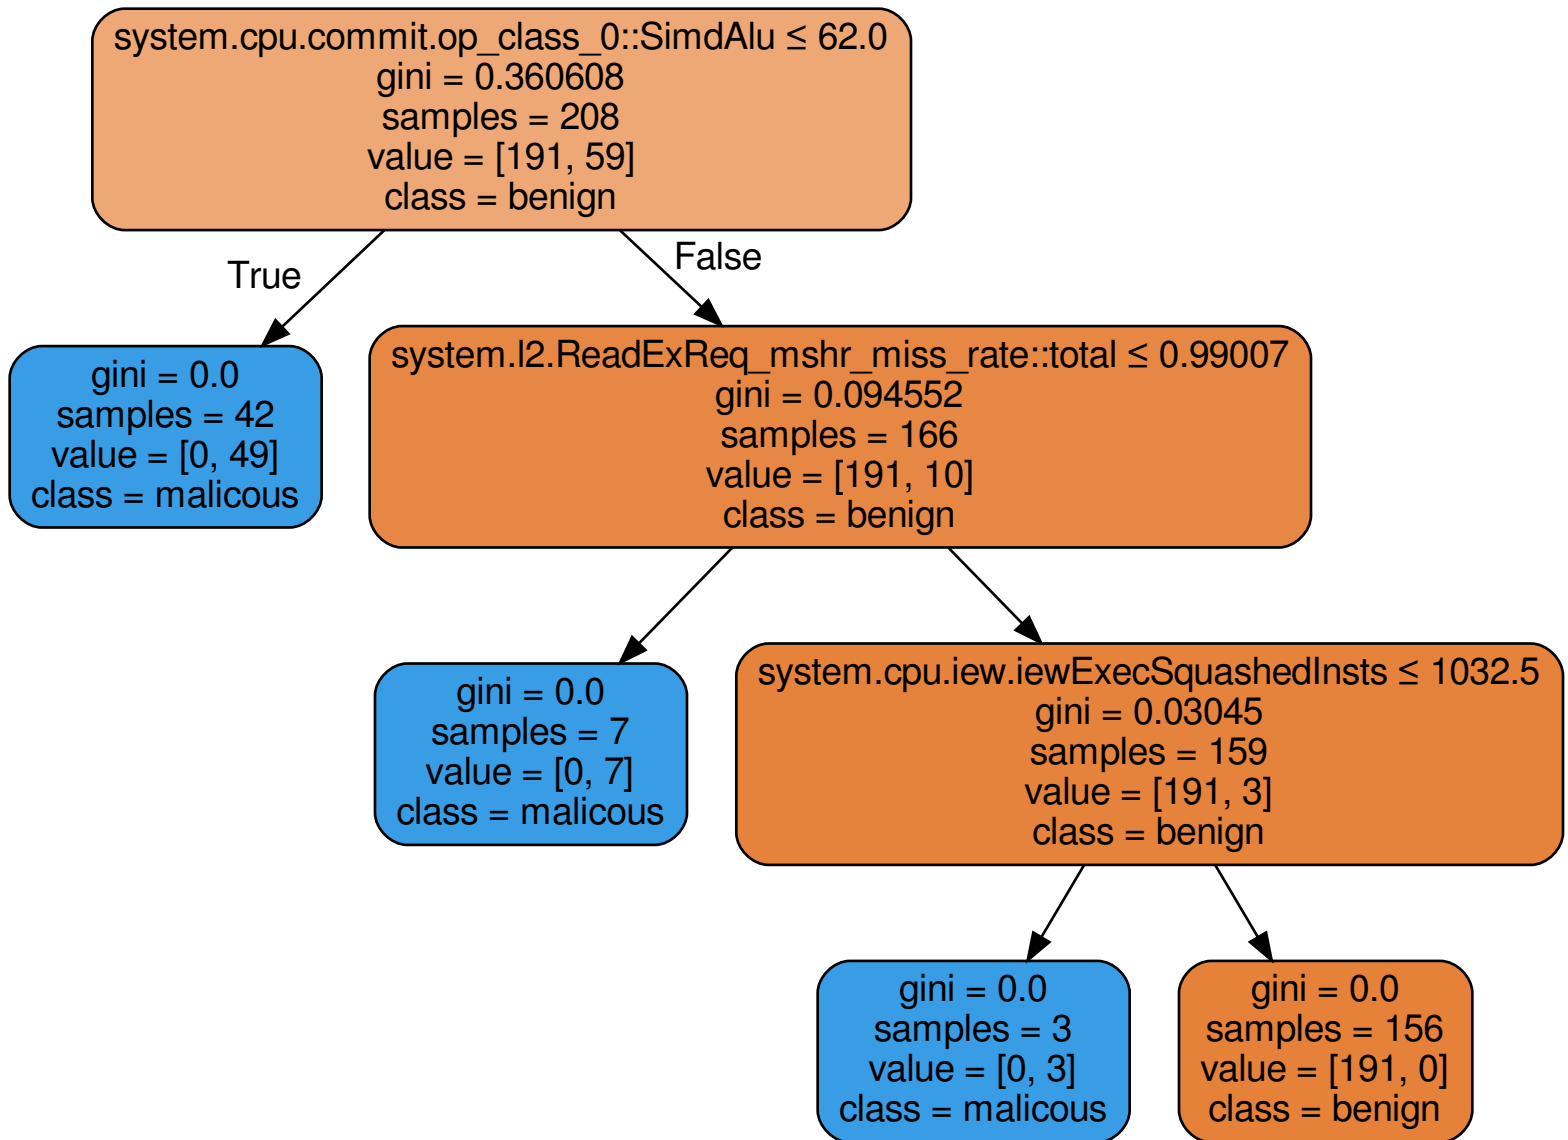 system.cpu.commit.op_class_0::SimdAlu ≤ 62.0
gini = 0.360608
samples = 208
value = [191, 59]
class = benign
True
False
gini = 0.0
samples = 42
value = [0, 49]
class = malicous
system.l2.ReadExReq_mshr_miss_rate::total ≤ 0.99007
gini = 0.094552
samples = 166
value = [191, 10]
class = benign
gini = 0.0
samples = 7
value = [0, 7]
class = malicous
system.cpu.iew.iewExecSquashedInsts ≤ 1032.5
gini = 0.03045
samples = 159
value = [191, 3]
class = benign
gini = 0.0
samples = 3
value = [0, 3]
class = malicous
gini = 0.0
samples = 156
value = [191, 0]
class = benign